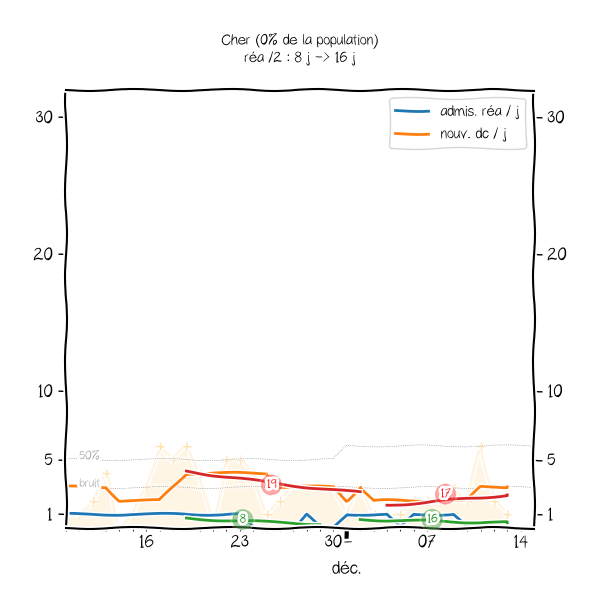 Cher (0% de la population)
réa /2 : 8 j -> 16 j
admis. réa / j
nouv. dc / j
30 30
20 20
10 10
5 5
1 1
50%
bruit
19
17
8
16
16 23 30 07 14
déc.